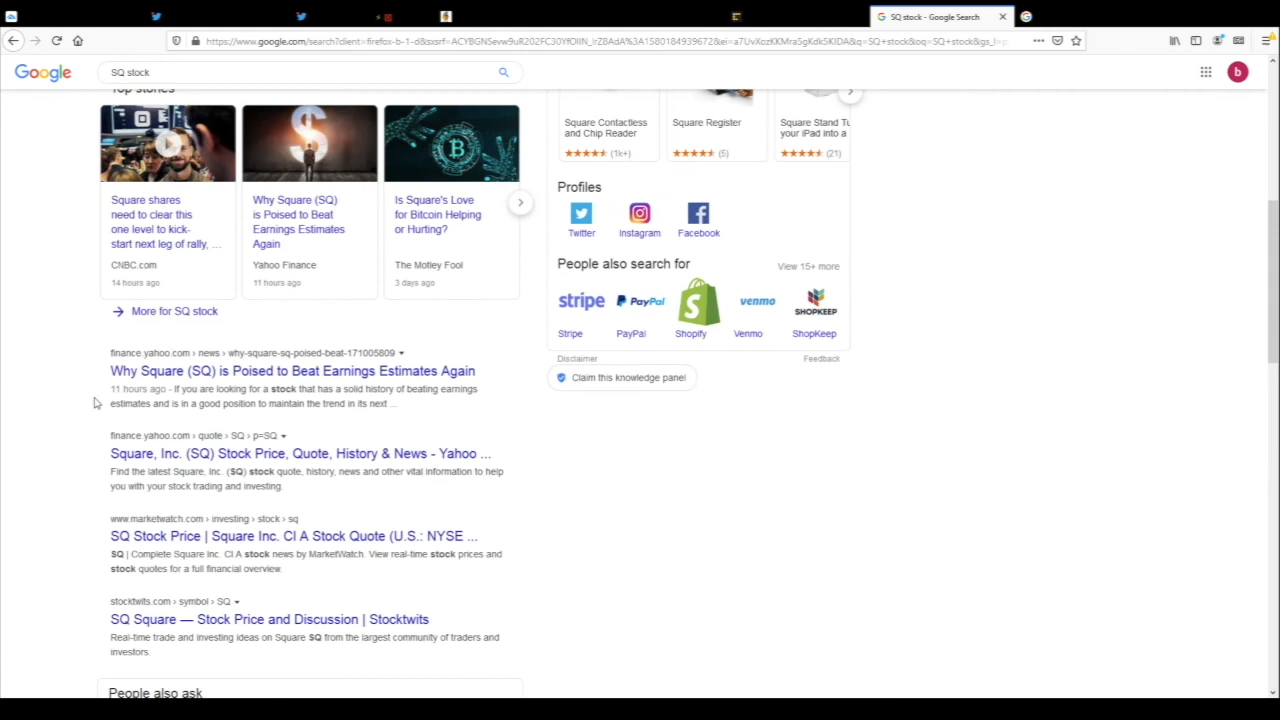 SQ stock - Google Search
https://www.google.com/search?client=firefox-b-1-d&sxsrf=
Google
SQ stock
b
Top stories
Square shares
need to clear this
one level to kick-
start next leg of rally, ...
CNBC.com
14 hours ago
Why Square (SQ)
is Poised to Beat
Earnings Estimates
Again
Yahoo Finance
11 hours ago
Is Square's Love
for Bitcoin Helping
or Hurting?
The Motley Fool
3 days ago
More for SQ stock
finance.yahoo.com › news › why-square-sq-poised-beat-171005809
Why Square (SQ) is Poised to Beat Earnings Estimates Again
11 hours ago - If you are looking for a stock that has a solid history of beating earnings
estimates and is in a good position to maintain the trend in its next ...
finance.yahoo.com › quote › SQ › p=SQ
Square, Inc. (SQ) Stock Price, Quote, History & News - Yahoo ...
Find the latest Square, Inc. (SQ) stock quote, history, news and other vital information to help
you with your stock trading and investing.
www.marketwatch.com › investing › stock › sq
SQ Stock Price | Square Inc. Cl A Stock Quote (U.S.: NYSE ...
SQ | Complete Square Inc. Cl A stock news by MarketWatch. View real-time stock prices and
stock quotes for a full financial overview.
stocktwits.com › symbol › SQ
SQ Square — Stock Price and Discussion | Stocktwits
Real-time trade and investing ideas on Square SQ from the largest community of traders and
investors.
People also ask
Square Contactless
and Chip Reader
(1k+)
Square Register
(5)
Square Stand Tu
your iPad into a
(21)
Profiles
Twitter
Instagram
Facebook
People also search for
View 15+ more
stripe
PayPal
venmo
SHOPKEEP
Stripe
PayPal
Shopify
Venmo
ShopKeep
Disclaimer
Feedback
Claim this knowledge panel